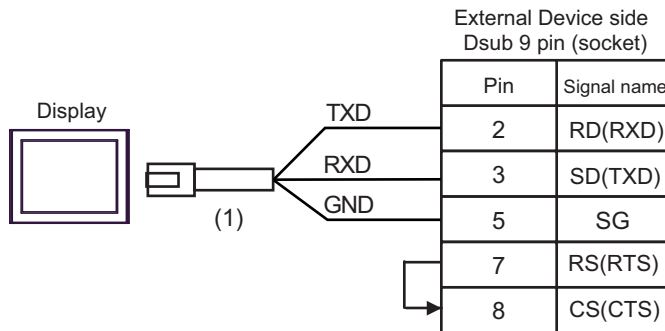 External Device side
Dsub 9 pin (socket)
Pin Signal name
Display
TXD 2 RD(RXD)
RXD 3 SD(TXD)
(1)
GND 5 SG
7 RS(RTS)
8 CS(CTS)